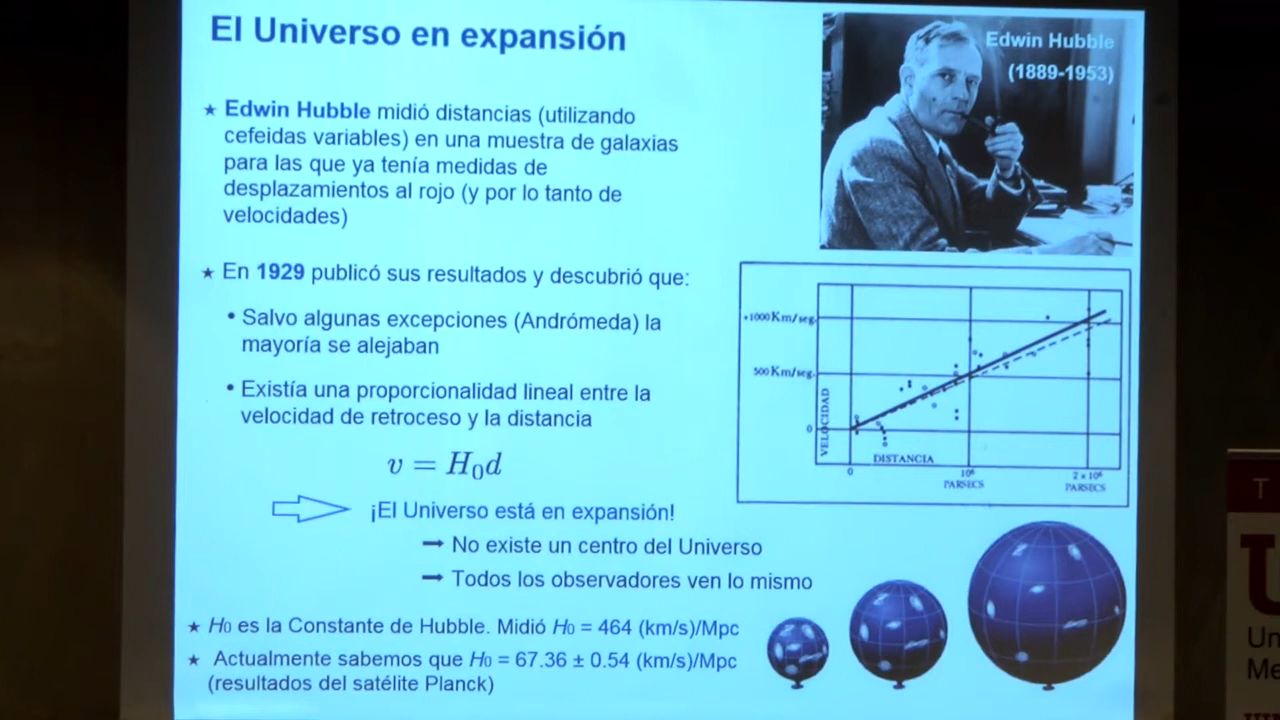 El Universo en expansión
Edwin Hubble
(1889-1953)
★ Edwin Hubble midió distancias (utilizando
cefeidas variables) en una muestra de galaxias
para las que ya tenía medidas de
desplazamientos al rojo (y por lo tanto de
velocidades)
★ En 1929 publicó sus resultados y descubrió que:
• Salvo algunas excepciones (Andrómeda) la
mayoría se alejaban
• Existía una proporcionalidad lineal entre la
velocidad de retroceso y la distancia
v = H₀d
¡El Universo está en expansión!
➞ No existe un centro del Universo
➞ Todos los observadores ven lo mismo
★ H0 es la Constante de Hubble. Midió H0 = 464 (km/s)/Mpc
★ Actualmente sabemos que H0 = 67.36 ± 0.54 (km/s)/Mpc
(resultados del satélite Planck)
+1000 Km/seg.
500 Km/seg.
0
VELOCIDAD
DISTANCIA
0
10⁶
PARSECS
2 x 10⁶
PARSECS
T
U
Un
Me